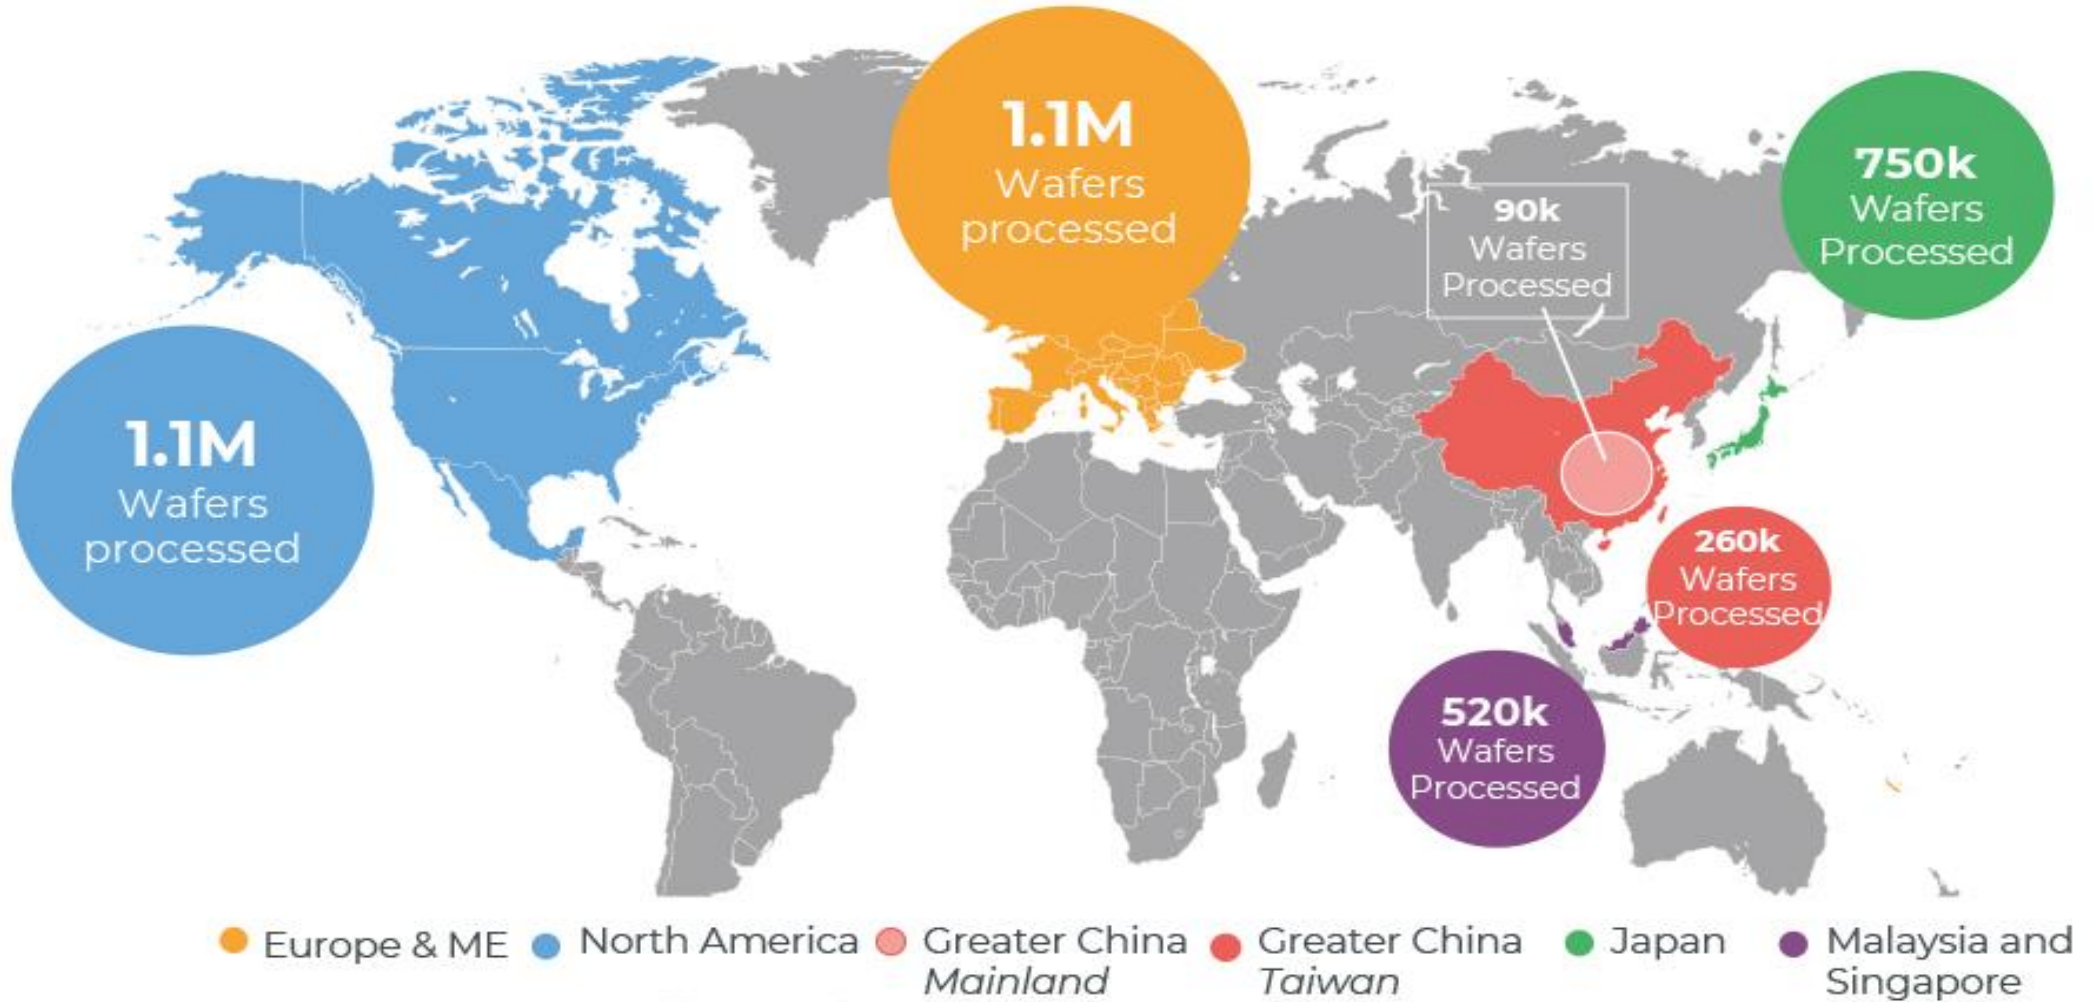 1.1M
Wafers
processed
1.1M
Wafers
processed
90k
Wafers
Processed
750k
Wafers
Processed
260k
Wafers
Processed
520k
Wafers
Processed
Europe & ME
North America
Greater China
Mainland
Greater China
Taiwan
Japan
Malaysia and
Singapore